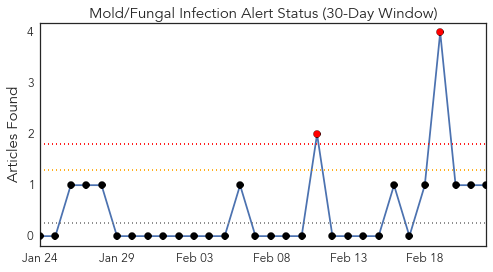 Mold/Fungal Infection Alert Status (30-Day Window)
Articles Found
4
3
2
1
0
Jan 24
Jan 29
Feb 03
Feb 08
Feb 13
Feb 18